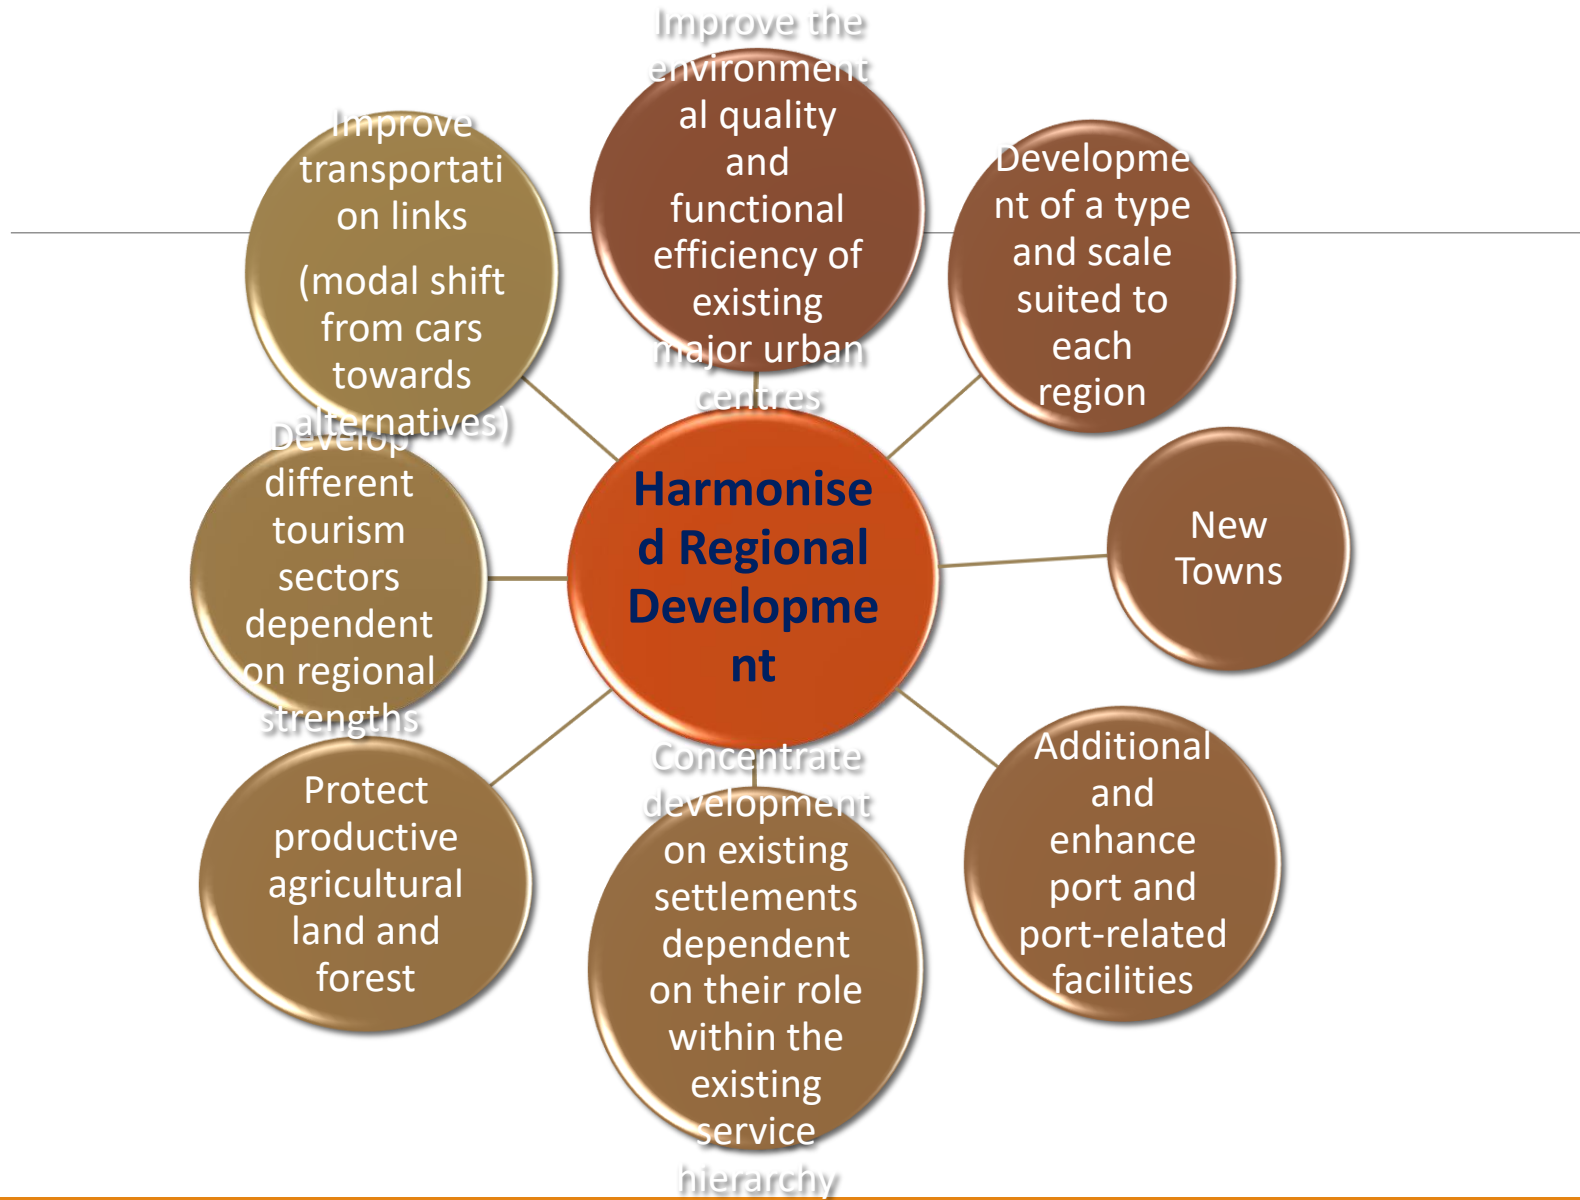 Improve the
environment
al quality
and
functional
efficiency of
existing
major urban
centres
Developme
nt of a type
and scale
suited to
each
region
New
Towns
Additional
and
enhance
port and
port-related
facilities
Concentrate
development
on existing
settlements
dependent
on their role
within the
existing
service
hierarchy
Protect
productive
agricultural
land and
forest
Develop
different
tourism
sectors
dependent
on regional
strengths
Improve
transportati
on links
(modal shift
from cars
towards
alternatives)
Harmonise
d Regional
Developme
nt